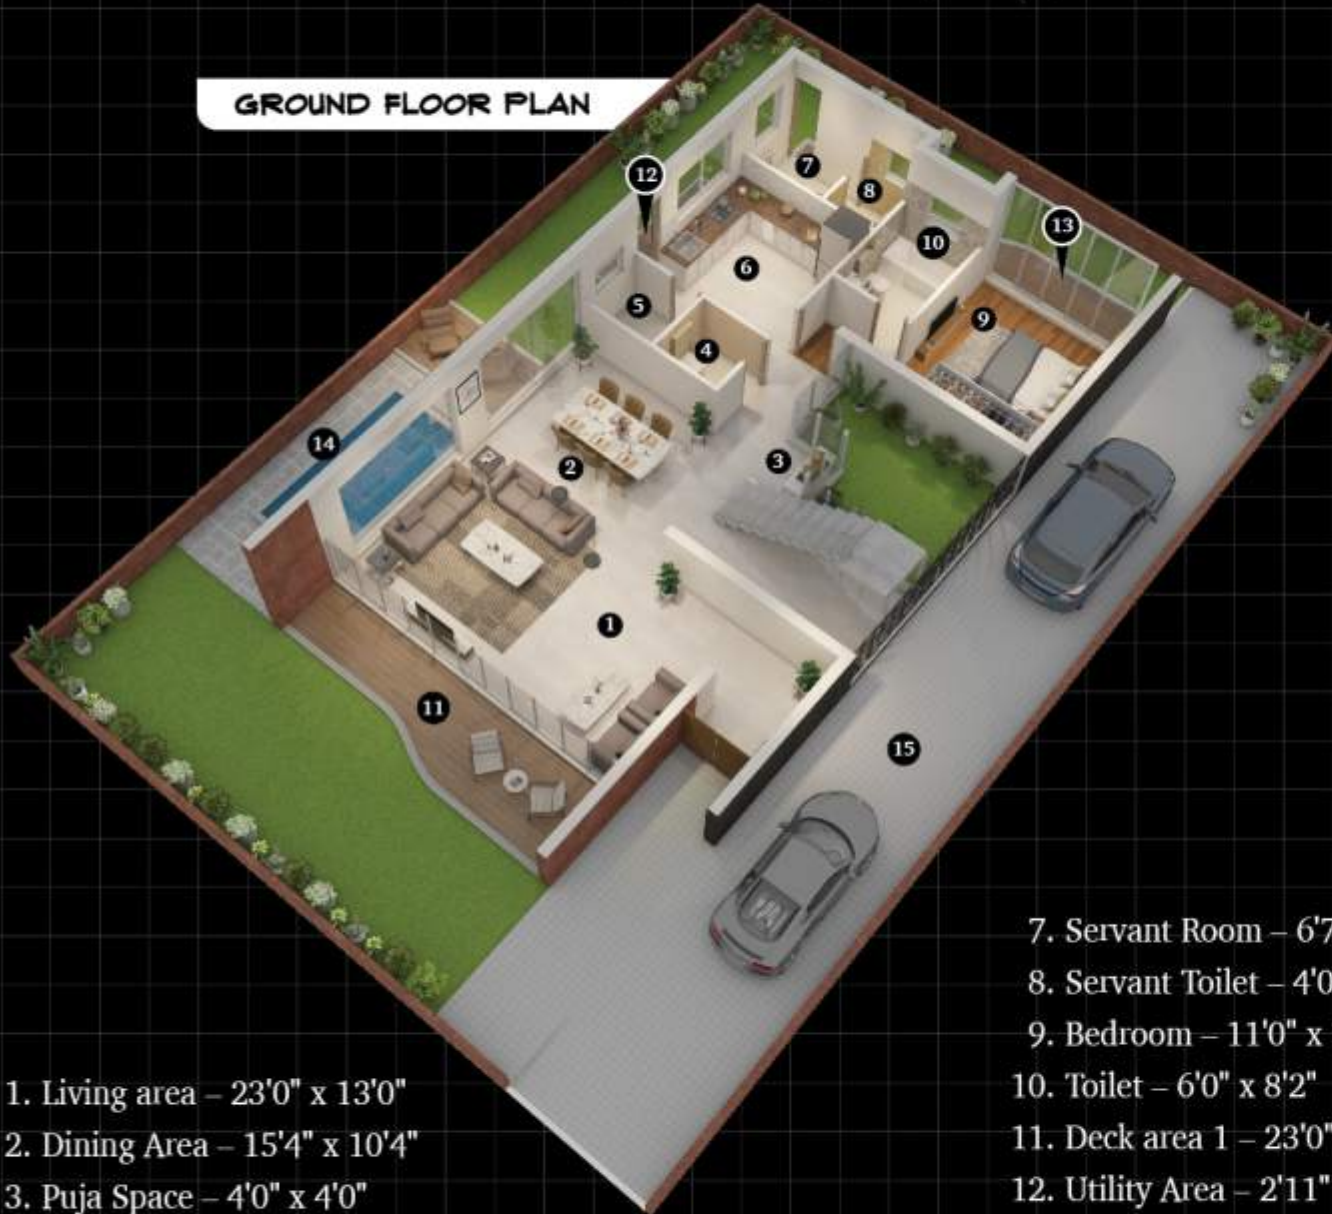 GROUND FLOOR PLAN
12
7
8
13
10
6
5
9
4
14
2
3
1
11
15
1. Living area – 23'0" x 13'0"
2. Dining Area – 15'4" x 10'4"
3. Puja Space – 4'0" x 4'0"
7. Servant Room – 6'7
8. Servant Toilet – 4'0
9. Bedroom – 11'0" x
10. Toilet – 6'0" x 8'2"
11. Deck area 1 – 23'0"
12. Utility Area – 2'11"